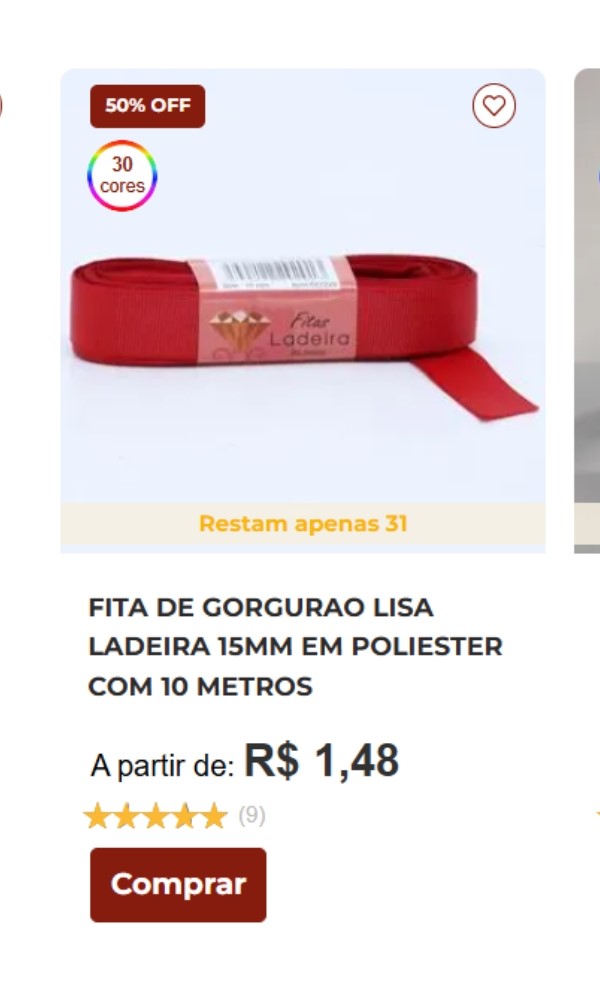 50% OFF
30
cores
Fitas
Ladeira
Restam apenas 31
FITA DE GORGURAO LISA
LADEIRA 15MM EM POLIESTER
COM 10 METROS
A partir de: R$ 1,48
(9)
Comprar